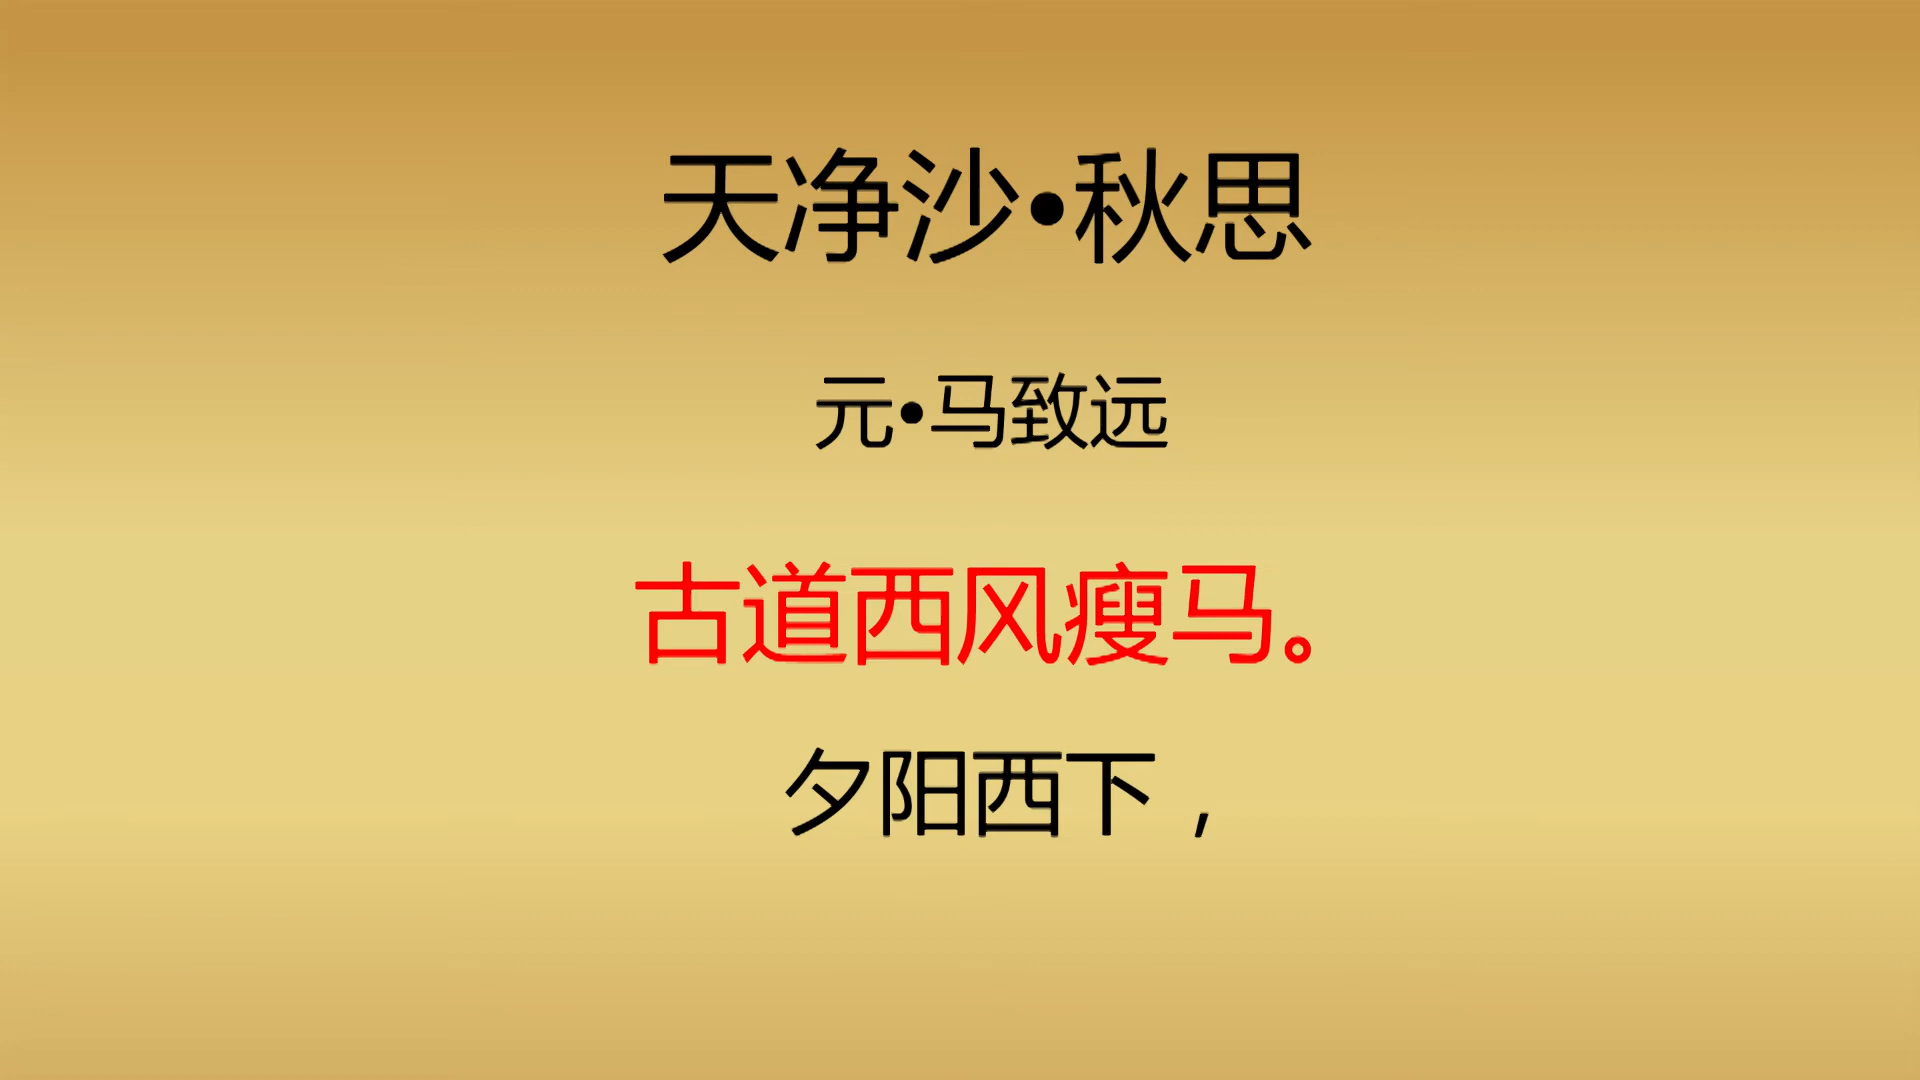 天净沙•秋思
元•马致远
古道西风瘦马。
夕阳西下，